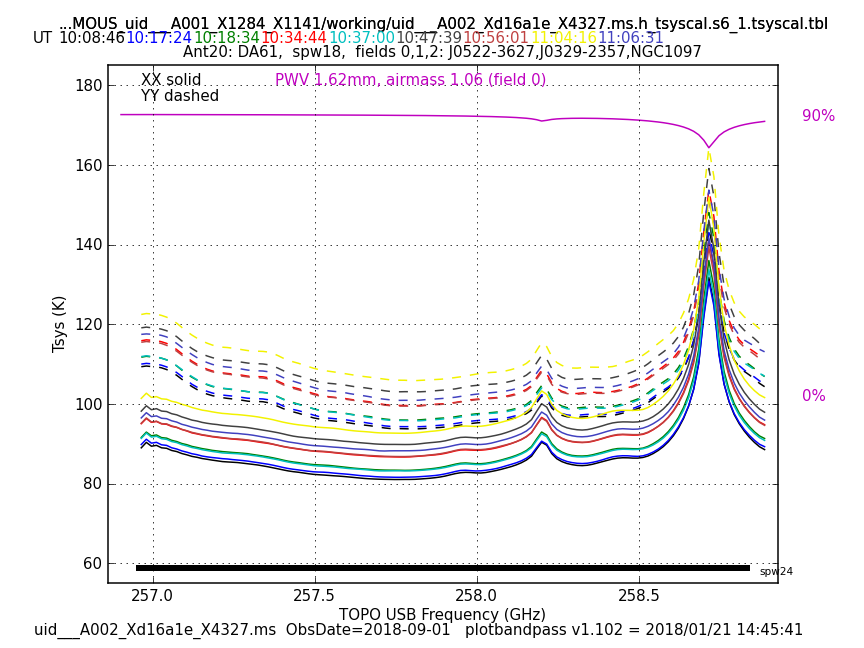 ...MOUS_uid___A001_X1284_X1141/working/uid___A002_Xd16a1e_X4327.ms.h_tsyscal.s6_1.tsyscal.tbl
UT 10:08:46 10:17:24 10:18:34 10:34:44 10:37:00 10:47:39 10:56:01 11:04:16 11:06:31
Ant20: DA61, spw18, fields 0,1,2: J0522-3627,J0329-2357,NGC1097
XX solid
YY dashed
PWV 1.62mm, airmass 1.06 (field 0)
180
160
140
120
100
80
60
Tsys (K)
90%
0%
spw24
257.0 257.5 258.0 258.5
TOPO USB Frequency (GHz)
uid___A002_Xd16a1e_X4327.ms ObsDate=2018-09-01 plotbandpass v1.102 = 2018/01/21 14:45:41